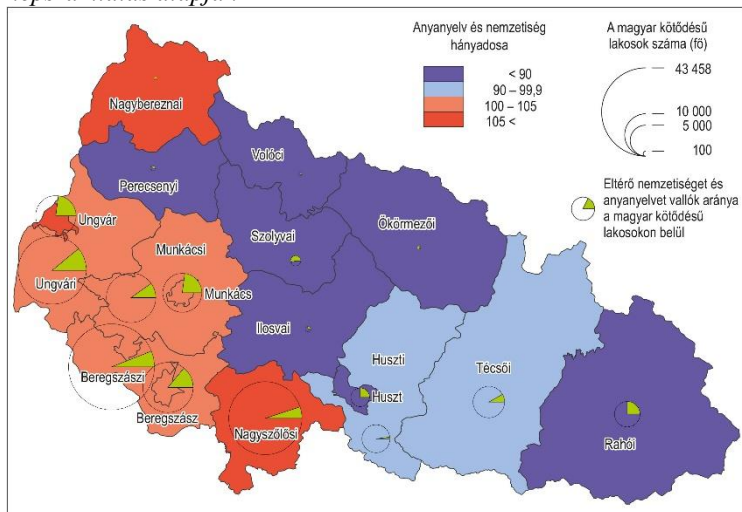 Anyanyelv és nemzetiség
hányadosa
< 90
90 – 99,9
100 – 105
105 <
A magyar kötődésű
lakosok száma (fő)
43 458
10 000
5 000
100
Eltérő nemzetiséget és
anyanyelvet vallók aránya
a magyar kötődésű
lakosokon belül
Nagybereznai
Volóci
Perecsenyi
Ökörmezői
Ungvár
Szolyvai
Munkácsi
Ungvári
Munkács
Ilosvai
Huszti
Técsői
Beregszászi
Huszt
Beregszász
Nagyszőlősi
Rahói